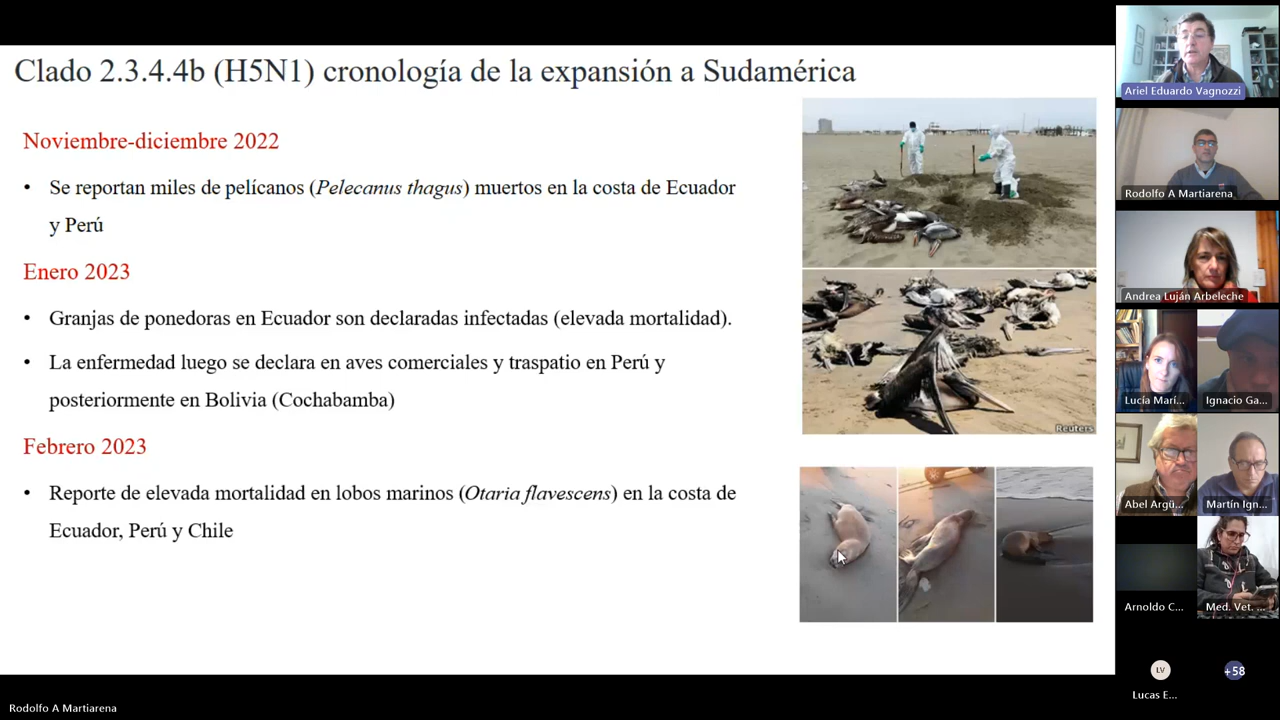 Clado 2.3.4.4b (H5N1) cronología de la expansión a Sudamérica
Noviembre-diciembre 2022
• Se reportan miles de pelícanos (Pelecanus thagus) muertos en la costa de Ecuador
y Perú
Enero 2023
• Granjas de ponedoras en Ecuador son declaradas infectadas (elevada mortalidad).
• La enfermedad luego se declara en aves comerciales y traspatio en Perú y
posteriormente en Bolivia (Cochabamba)
Febrero 2023
• Reporte de elevada mortalidad en lobos marinos (Otaria flavescens) en la costa de
Ecuador, Perú y Chile
Reuters
Ariel Eduardo Vagnozzi
Rodolfo A Martiarena
Andrea Luján Arbeleche
Lucía Marí...
Ignacio Ga...
Abel Argü...
Martín Ign...
Arnoldo C...
Med. Vet. ...
LV
+58
Lucas E...
Rodolfo A Martiarena